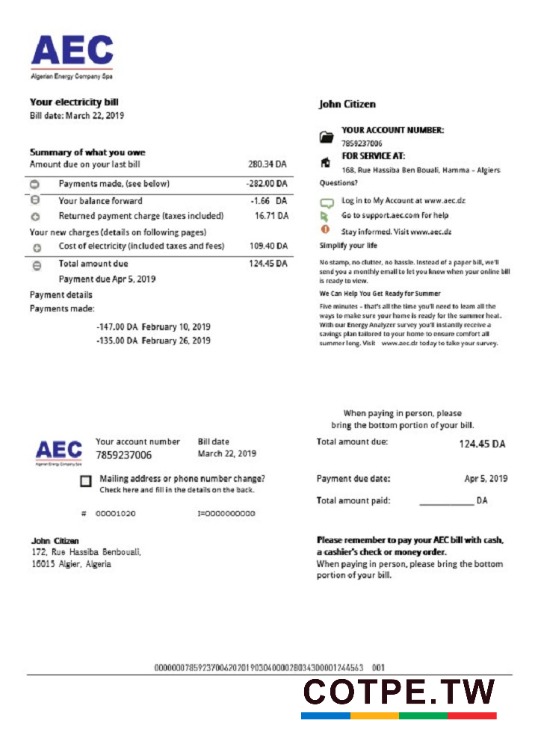 AEC
Algerian Energy Company Spa
Your electricity bill
Bill date: March 22, 2019
Summary of what you owe
Amount due on your last bill 280.34 DA
Payments made, (see below) -282.00 DA
Your balance forward -1.66 DA
Returned payment charge (taxes included) 16.71 DA
Your new charges (details on following pages)
Cost of electricity (included taxes and fees) 109.40 DA
Total amount due 124.45 DA
Payment due Apr 5, 2019
Payment details
Payments made:
-147.00 DA February 10, 2019
-135.00 DA February 26, 2019
John Citizen
YOUR ACCOUNT NUMBER:
7859237006
FOR SERVICE AT:
168, Rue Hassiba Ben Bouali, Hamma – Algiers
Questions?
Log in to My Account at www.aec.dz
Go to support.aec.com for help
Stay informed. Visit www.aec.dz
Simplify your life
No stamp, no clutter, no hassle. Instead of a paper bill, we'll
send you a monthly email to let you know when your online bill
is ready to view.
We Can Help You Get Ready for Summer
Five minutes – that's all the time you'll need to learn all the
ways to make sure your home is ready for the summer heat.
With our Energy Analyzer survey you'll instantly receive a
savings plan tailored to your home to ensure comfort all
summer long. Visit www.aec.dz today to take your survey.
When paying in person, please
bring the bottom portion of your bill.
AEC
Algerian Energy Company Spa
Your account number
7859237006
Bill date
March 22, 2019
Mailing address or phone number change?
Check here and fill in the details on the back.
# 00001020 I=0000000000
John Citizen
172, Rue Hassiba Benbouali,
16015 Algier, Algeria
Total amount due: 124.45 DA
Payment due date: Apr 5, 2019
Total amount paid: __________ DA
Please remember to pay your AEC bill with cash,
a cashier's check or money order.
When paying in person, please bring the bottom
portion of your bill.
001
COTPE.TW